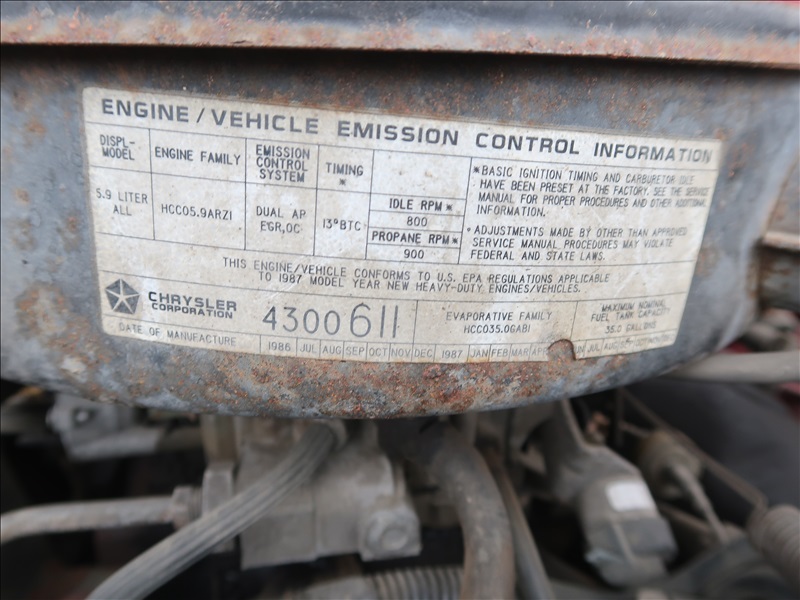 ENGINE/VEHICLE EMISSION CONTROL INFORMATION
DISPL-
MODEL
ENGINE FAMILY
EMISSION
CONTROL
SYSTEM
TIMING
*
5.9 LITER
ALL
HCC05.9ARZ1
DUAL AP
EGR,OC
13°BTC
IDLE RPM*
800
PROPANE RPM*
900
*BASIC IGNITION TIMING AND CARBURETOR IDLE
HAVE BEEN PRESET AT THE FACTORY. SEE THE SERVICE
MANUAL FOR PROPER PROCEDURES AND OTHER ADDITIONAL
INFORMATION.
*ADJUSTMENTS MADE BY OTHER THAN APPROVED
SERVICE MANUAL PROCEDURES MAY VIOLATE
FEDERAL AND STATE LAWS.
THIS ENGINE/VEHICLE CONFORMS TO U.S. EPA REGULATIONS APPLICABLE
TO 1987 MODEL YEAR NEW HEAVY-DUTY ENGINES/VEHICLES.
CHRYSLER
CORPORATION
4300611
EVAPORATIVE FAMILY
HCC035.0GAB1
MAXIMUM NOMINAL
FUEL TANK CAPACITY
35.0 GALLONS
DATE OF MANUFACTURE
1986 JUL AUG SEP OCT NOV DEC 1987 JAN FEB MAR APR JUL AUG